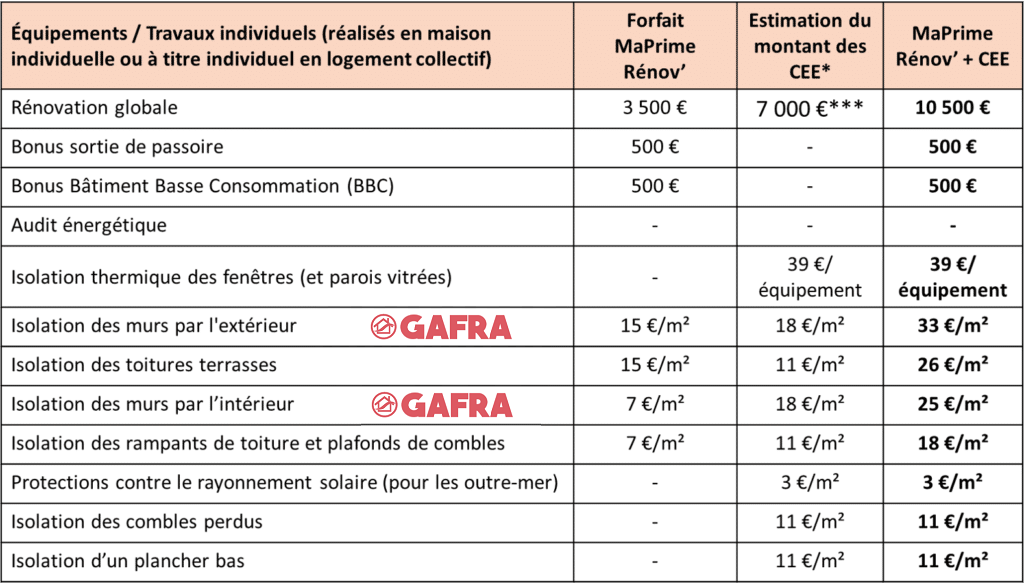 Équipements / Travaux individuels (réalisés en maison individuelle ou à titre individuel en logement collectif) Forfait MaPrime Rénov’ Estimation du montant des CEE* MaPrime Rénov’ + CEE
Rénovation globale 3 500 € 7 000 €*** 10 500 €
Bonus sortie de passoire 500 € - 500 €
Bonus Bâtiment Basse Consommation (BBC) 500 € - 500 €
Audit énergétique - - -
Isolation thermique des fenêtres (et parois vitrées) - 39 €/ équipement 39 €/ équipement
Isolation des murs par l'extérieur GAFRA 15 €/m² 18 €/m² 33 €/m²
Isolation des toitures terrasses 15 €/m² 11 €/m² 26 €/m²
Isolation des murs par l’intérieur GAFRA 7 €/m² 18 €/m² 25 €/m²
Isolation des rampants de toiture et plafonds de combles 7 €/m² 11 €/m² 18 €/m²
Protections contre le rayonnement solaire (pour les outre-mer) - 3 €/m² 3 €/m²
Isolation des combles perdus - 11 €/m² 11 €/m²
Isolation d’un plancher bas - 11 €/m² 11 €/m²